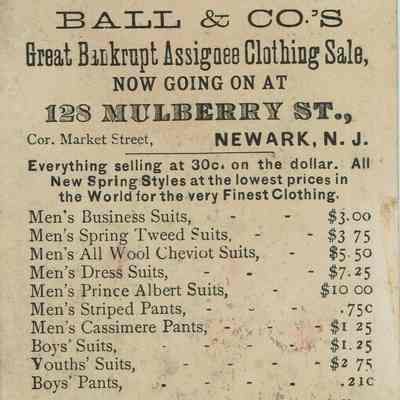 BALL & CO.'S
Great Bankrupt Assignee Clothing Sale,
NOW GOING ON AT
128 MULBERRY ST.,
Cor. Market Street, NEWARK, N. J.
Everything selling at 30c. on the dollar. All
New Spring Styles at the lowest prices in
the World for the very Finest Clothing.
Men's Business Suits, - - $3.00
Men's Spring Tweed Suits, - - $3 75
Men's All Wool Cheviot Suits, - $5.50
Men's Dress Suits, - - - $7.25
Men's Prince Albert Suits, - $10 00
Men's Striped Pants, - - - .75c
Men's Cassimere Pants, - - - $1 25
Boys' Suits, - - - - $1.25
Youths' Suits, - - - - $2 75
Boys' Pants, - - - - .21c